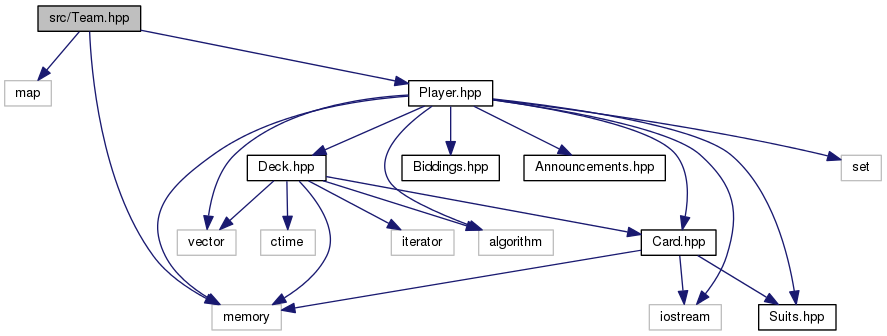 src/Team.hpp
map
Player.hpp
Deck.hpp
Biddings.hpp
Announcements.hpp
set
vector
ctime
iterator
algorithm
Card.hpp
memory
iostream
Suits.hpp